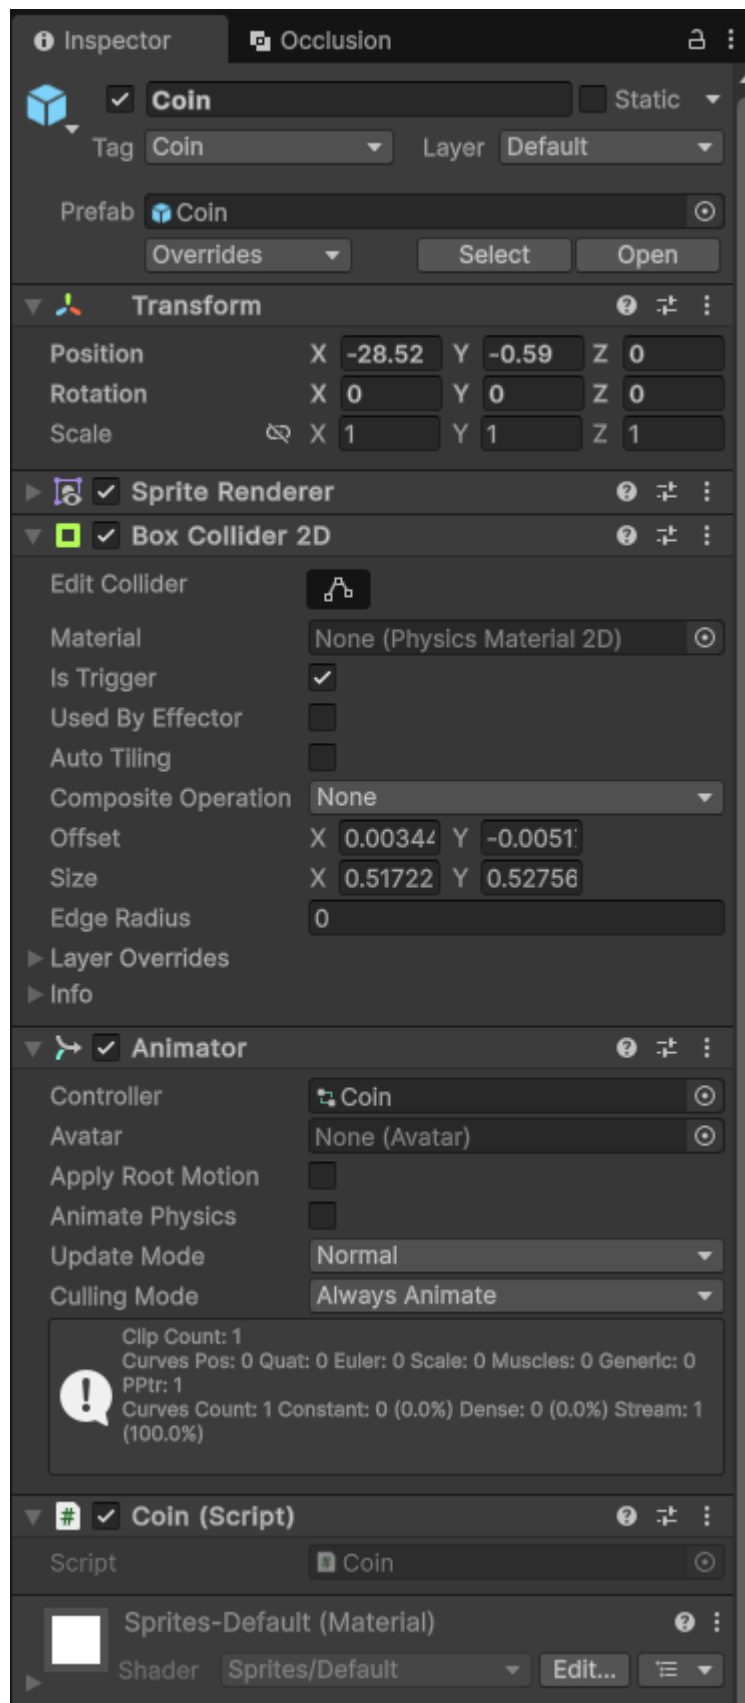 Inspector Occlusion
Coin Static
Tag Coin Layer Default
Prefab Coin
Overrides Select Open
Transform
Position X -28.52 Y -0.59 Z 0
Rotation X 0 Y 0 Z 0
Scale X 1 Y 1 Z 1
Sprite Renderer
Box Collider 2D
Edit Collider
Material None (Physics Material 2D)
Is Trigger
Used By Effector
Auto Tiling
Composite Operation None
Offset X 0.00344 Y -0.0051
Size X 0.51722 Y 0.52756
Edge Radius 0
Layer Overrides
Info
Animator
Controller Coin
Avatar None (Avatar)
Apply Root Motion
Animate Physics
Update Mode Normal
Culling Mode Always Animate
Clip Count: 1
Curves Pos: 0 Quat: 0 Euler: 0 Scale: 0 Muscles: 0 Generic: 0
PPtr: 1
Curves Count: 1 Constant: 0 (0.0%) Dense: 0 (0.0%) Stream: 1
(100.0%)
# Coin (Script)
Script # Coin
Sprites-Default (Material)
Shader Sprites/Default Edit...